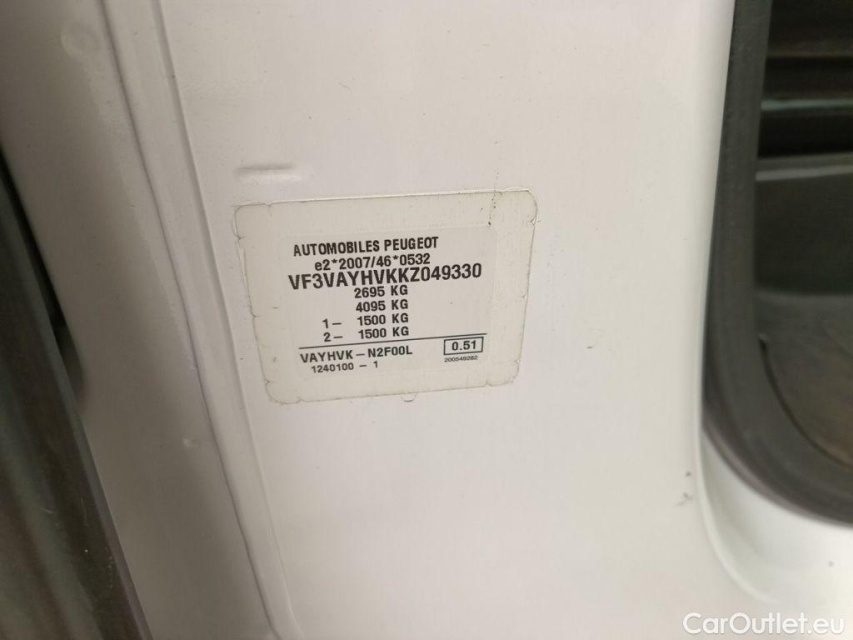 AUTOMOBILES PEUGEOT
e2*2007/46*0532
VF3VAYHVKKZ049330
2695 KG
4095 KG
1– 1500 KG
2– 1500 KG
VAYHVK–N2F00L 0.51
1240100 – 1
CarOutlet.eu